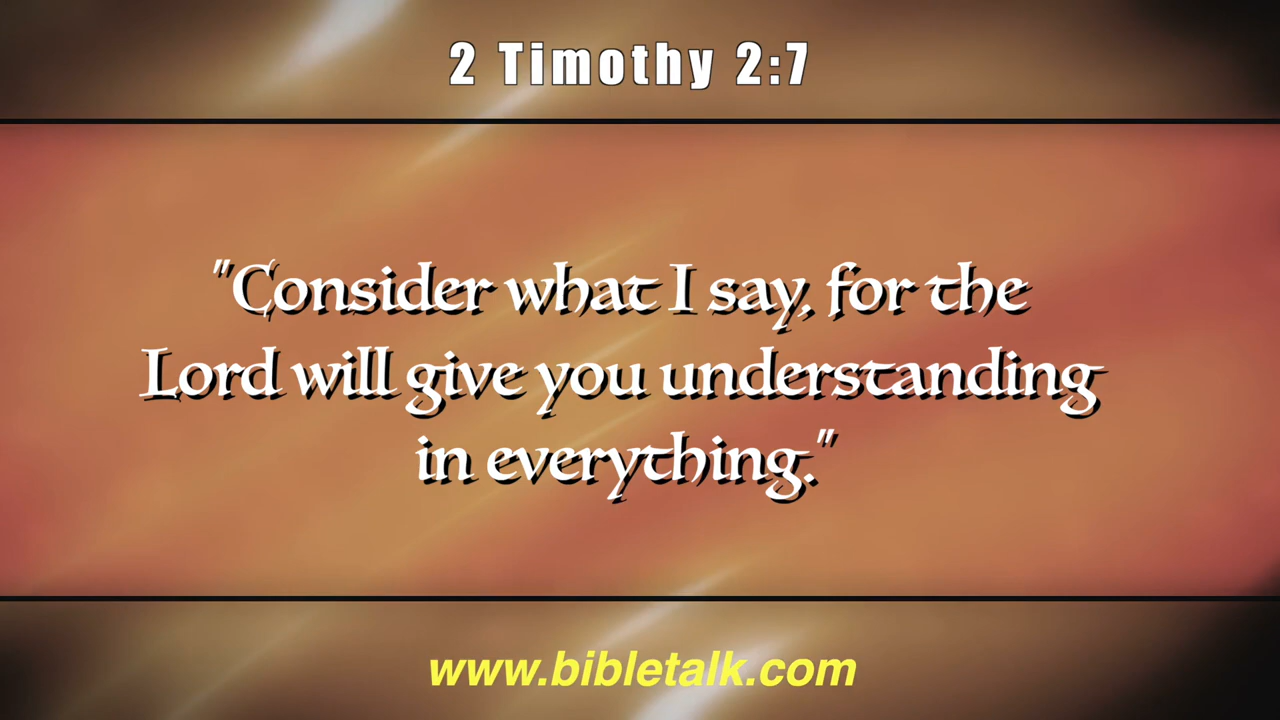 2 Timothy 2:7
"Consider what I say, for the
Lord will give you understanding
in everything."
www.bibletalk.com